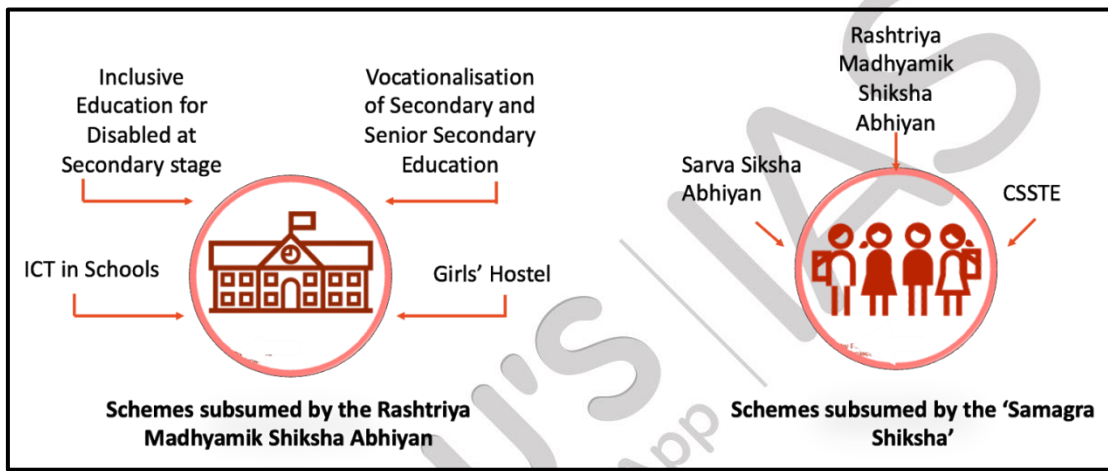 Inclusive
Education for
Disabled at
Secondary stage
Vocationalisation
of Secondary and
Senior Secondary
Education
ICT in Schools
Girls' Hostel
Schemes subsumed by the Rashtriya
Madhyamik Shiksha Abhiyan
Rashtriya
Madhyamik
Shiksha
Abhiyan
Sarva Siksha
Abhiyan
CSSTE
Schemes subsumed by the ‘Samagra
Shiksha’
U'S | IAS
App